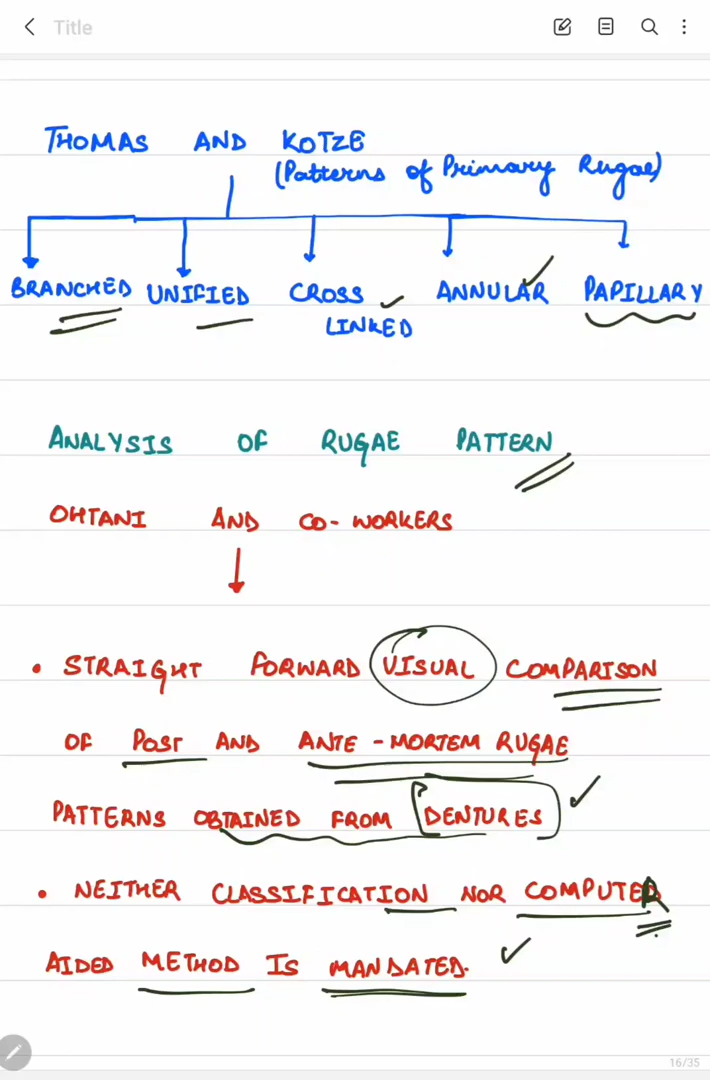 Title
THOMAS AND KOTZE
(Patterns of Primary Rugae)
BRANCHED UNIFIED CROSS LINKED ANNULAR PAPILLARY
ANALYSIS OF RUGAE PATTERN
OHTANI AND CO-WORKERS
• STRAIGHT FORWARD VISUAL COMPARISON
OF POST AND ANTE-MORTEM RUGAE
PATTERNS OBTAINED FROM DENTURES
• NEITHER CLASSIFICATION NOR COMPUTER
AIDED METHOD IS MANDATED.
16/35